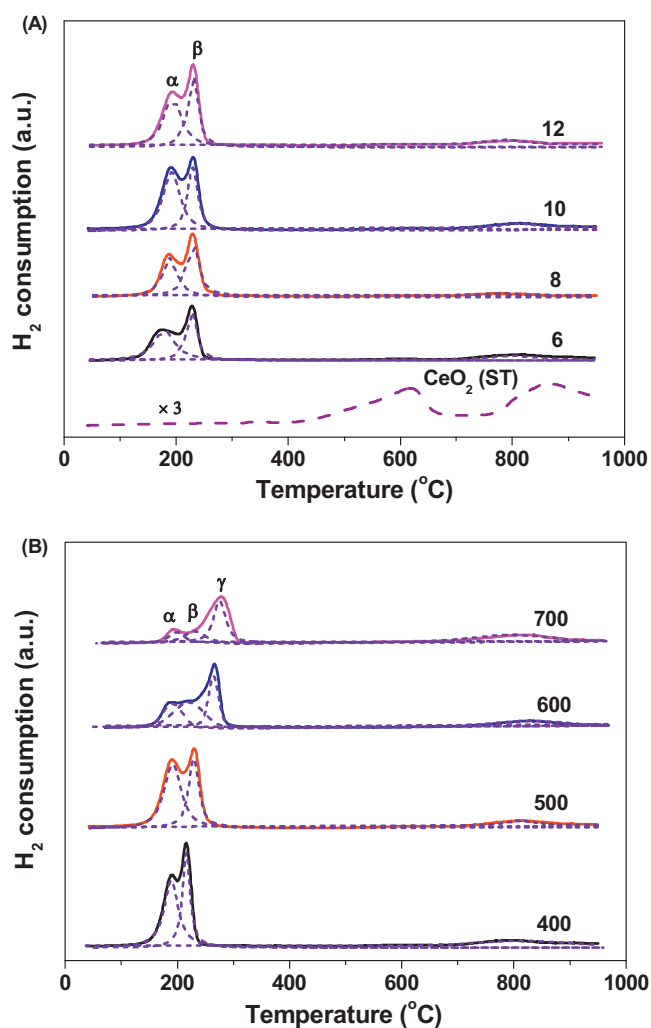 (A)
β
α
12
10
8
6
CeO₂ (ST)
× 3
H₂ consumption (a.u.)
0 200 400 600 800 1000
Temperature (°C)
(B)
γ
α β
700
600
500
400
H₂ consumption (a.u.)
0 200 400 600 800 1000
Temperature (°C)